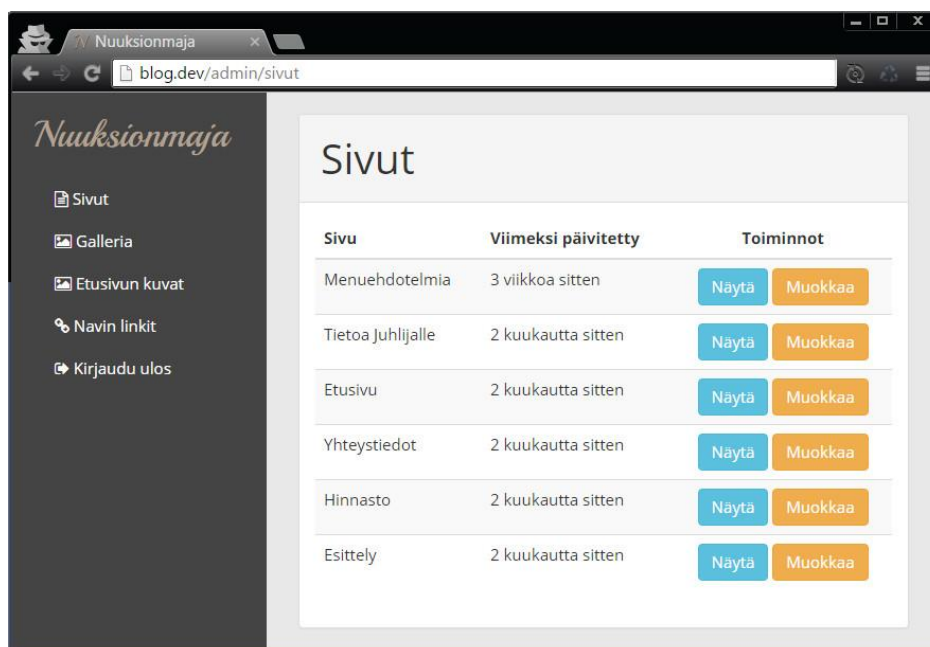 Nuuksionmaja
blog.dev/admin/sivut
Nuuksionmaja
Sivut
Galleria
Etusivun kuvat
Navin linkit
Kirjaudu ulos
Sivut
Sivu Viimeksi päivitetty Toiminnot
Menuehdotelmia 3 viikkoa sitten Näytä Muokkaa
Tietoa Juhlijalle 2 kuukautta sitten Näytä Muokkaa
Etusivu 2 kuukautta sitten Näytä Muokkaa
Yhteystiedot 2 kuukautta sitten Näytä Muokkaa
Hinnasto 2 kuukautta sitten Näytä Muokkaa
Esittely 2 kuukautta sitten Näytä Muokkaa